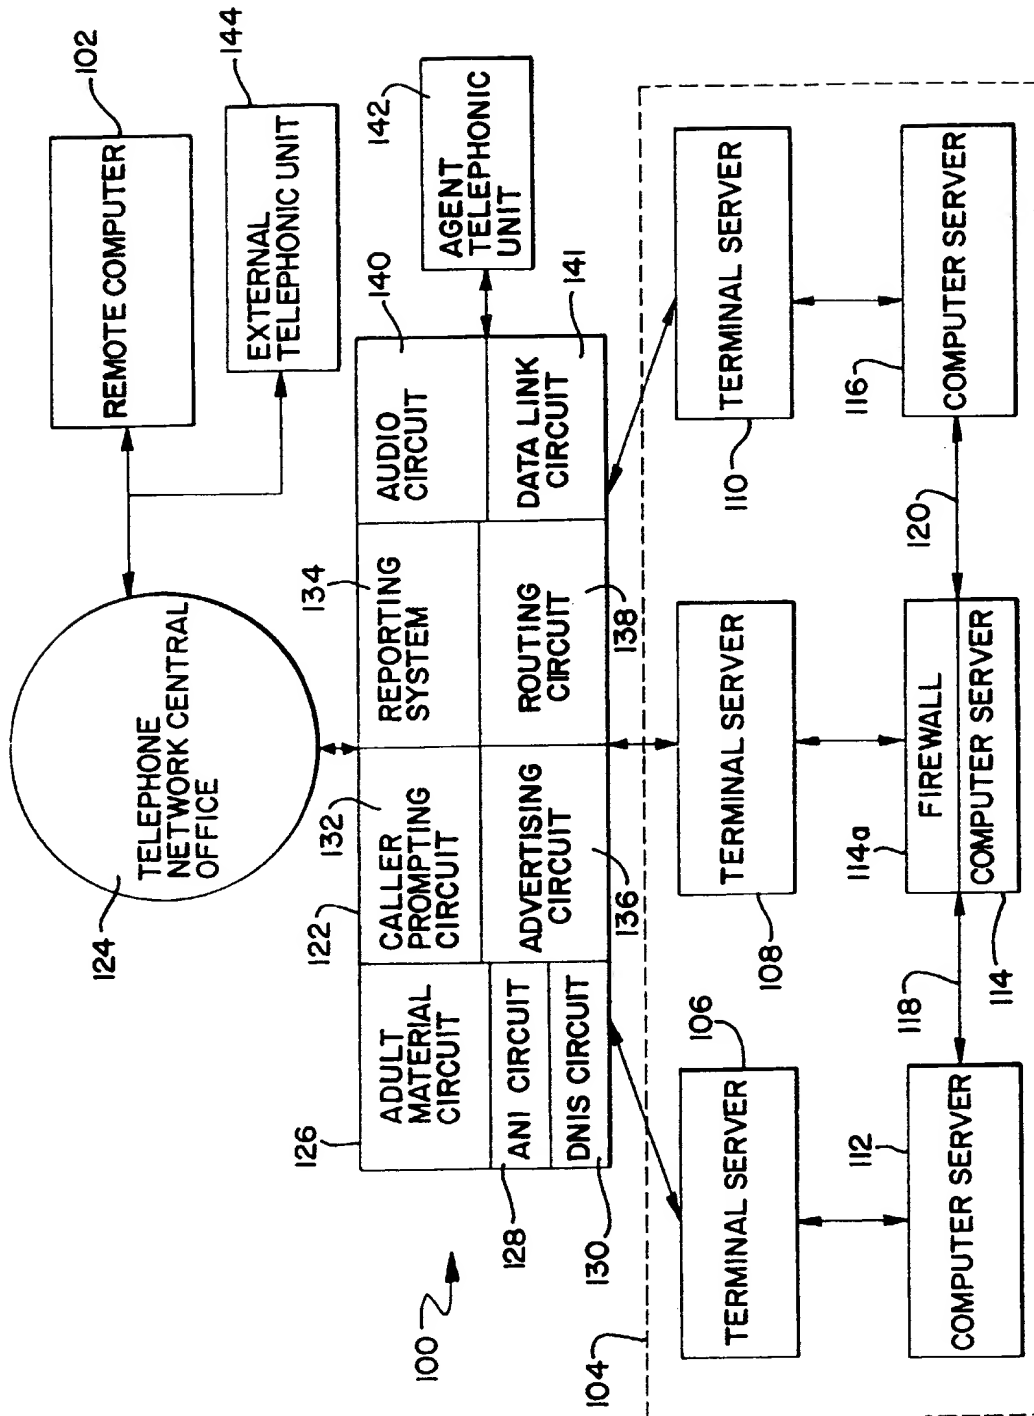 102
REMOTE COMPUTER
144
EXTERNAL
TELEPHONIC UNIT
124
TELEPHONE
NETWORK CENTRAL
OFFICE
142
AGENT
TELEPHONIC
UNIT
100
122
126
ADULT
MATERIAL
CIRCUIT
132
CALLER
PROMPTING
CIRCUIT
134
REPORTING
SYSTEM
140
AUDIO
CIRCUIT
128
ANI CIRCUIT
130
DNIS CIRCUIT
136
ADVERTISING
CIRCUIT
138
ROUTING
CIRCUIT
141
DATA LINK
CIRCUIT
104
106
TERMINAL SERVER
108
TERMINAL SERVER
110
TERMINAL SERVER
112
COMPUTER SERVER
118
114a
FIREWALL
COMPUTER SERVER
114
120
116
COMPUTER SERVER